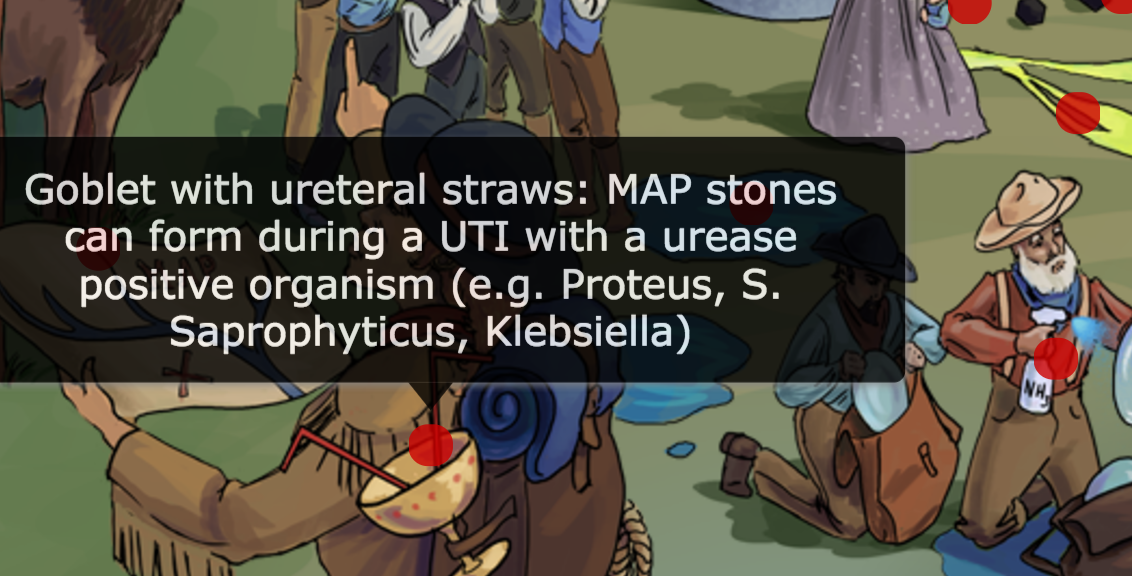 Goblet with ureteral straws: MAP stones
can form during a UTI with a urease
positive organism (e.g. Proteus, S.
Saprophyticus, Klebsiella)
NH₃